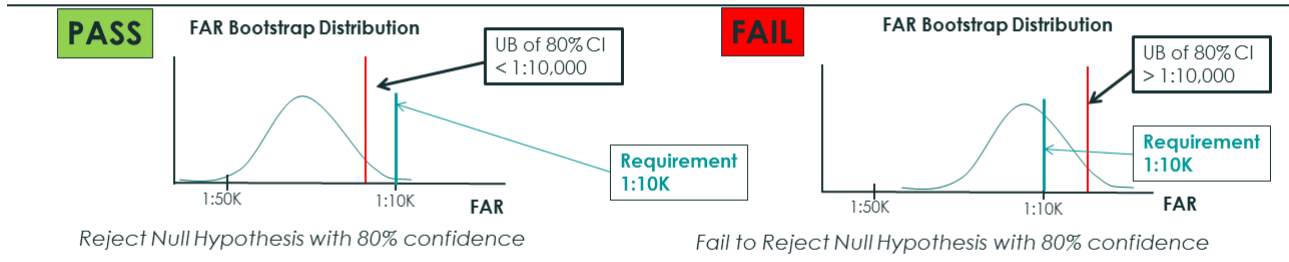 PASS
FAR Bootstrap Distribution
UB of 80% CI
< 1:10,000
Requirement
1:10K
1:50K
1:10K
FAR
Reject Null Hypothesis with 80% confidence
FAIL
FAR Bootstrap Distribution
UB of 80% CI
> 1:10,000
Requirement
1:10K
1:50K
1:10K
FAR
Fail to Reject Null Hypothesis with 80% confidence